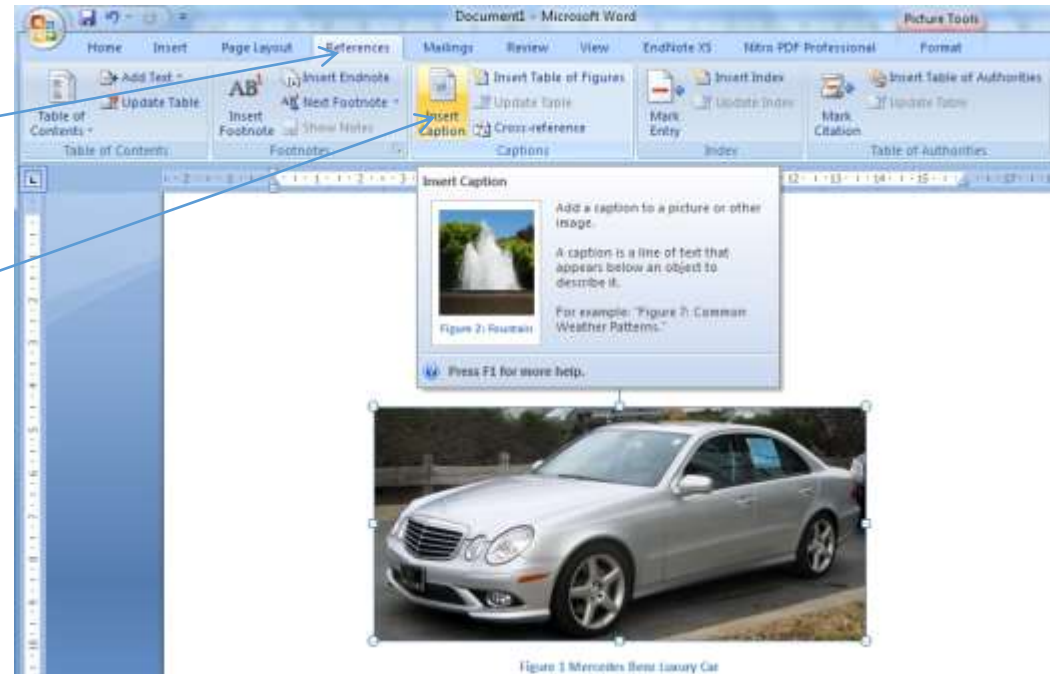 Document1 - Microsoft Word
Picture Tools
Home Insert Page Layout References Mailings Review View EndNote X5 Nitro PDF Professional Format
Table of Contents
Add Text
Update Table
Table of Contents
AB1
Insert Footnote
Insert Endnote
AB Next Footnote
Show Notes
Footnotes
Insert Caption
Insert Table of Figures
Update Table
Cross-reference
Captions
Mark Entry
Insert Index
Update Index
Index
Mark Citation
Insert Table of Authorities
Update Table
Table of Authorities
Insert Caption
Figure 2: Fountain
Add a caption to a picture or other
image.
A caption is a line of text that
appears below an object to
describe it.
For example: "Figure 7: Common
Weather Patterns."
Press F1 for more help.
Figure 1 Mercedes Benz Luxury Car